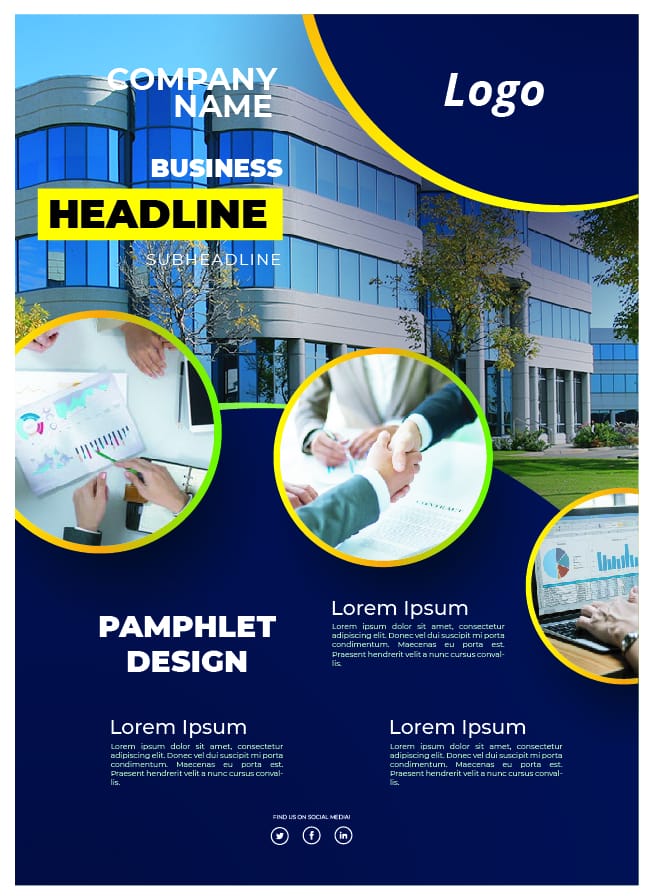 COMPANY
NAME
Logo
BUSINESS
HEADLINE
SUBHEADLINE
CONTRACT
PAMPHLET
DESIGN
Lorem Ipsum
Lorem ipsum dolor sit amet, consectetur
adipiscing elit. Donec vel dui suscipit mi porta
condimentum. Maecenas eu porta est.
Praesent hendrerit velit a nunc cursus conval-
lis.
Lorem Ipsum
Lorem ipsum dolor sit amet, consectetur
adipiscing elit. Donec vel dui suscipit mi porta
condimentum. Maecenas eu porta est.
Praesent hendrerit velit a nunc cursus conval-
lis.
Lorem Ipsum
Lorem ipsum dolor sit amet, consectetur
adipiscing elit. Donec vel dui suscipit mi porta
condimentum. Maecenas eu porta est.
Praesent hendrerit velit a nunc cursus conval-
lis.
FIND US ON SOCIAL MEDIA!